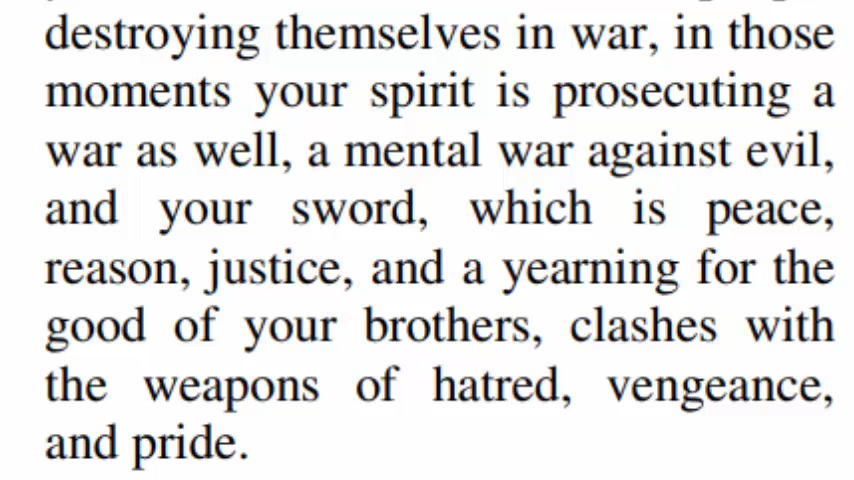 destroying themselves in war, in those
moments your spirit is prosecuting a
war as well, a mental war against evil,
and your sword, which is peace,
reason, justice, and a yearning for the
good of your brothers, clashes with
the weapons of hatred, vengeance,
and pride.